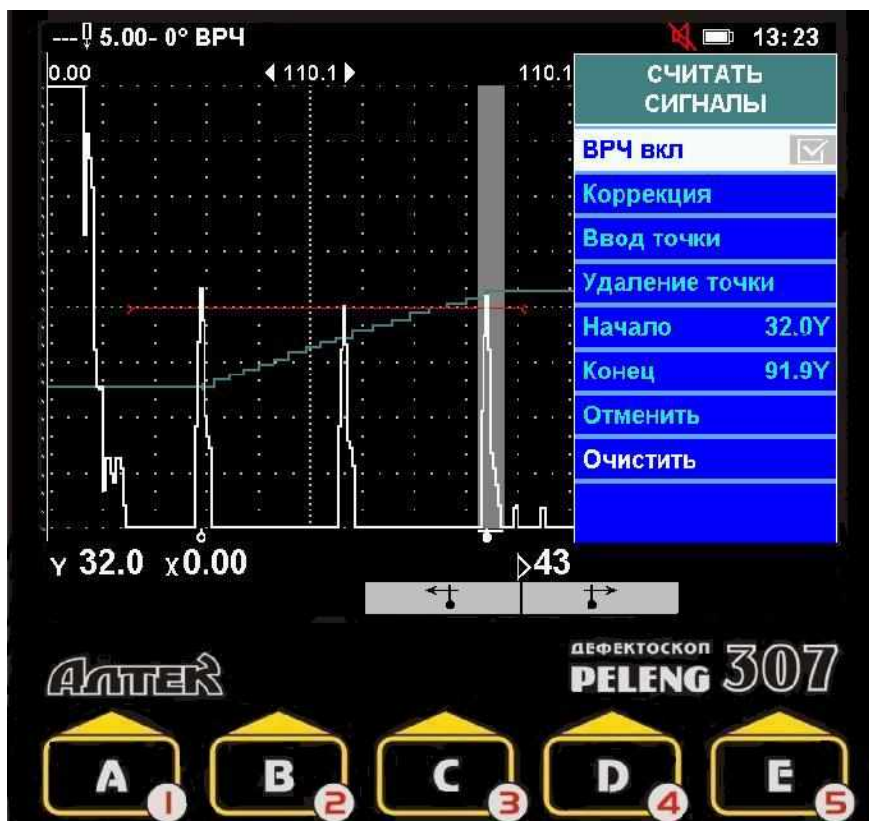 --- 5.00- 0° ВРЧ 13:23
0.00 110.1 110.1
СЧИТАТЬ
СИГНАЛЫ
ВРЧ вкл
Коррекция
Ввод точки
Удаление точки
Начало 32.0Y
Конец 91.9Y
Отменить
Очистить
Y 32.0 X0.00 43
АЛТЕК
ДЕФЕКТОСКОП
PELENG 307
A B C D E
1 2 3 4 5